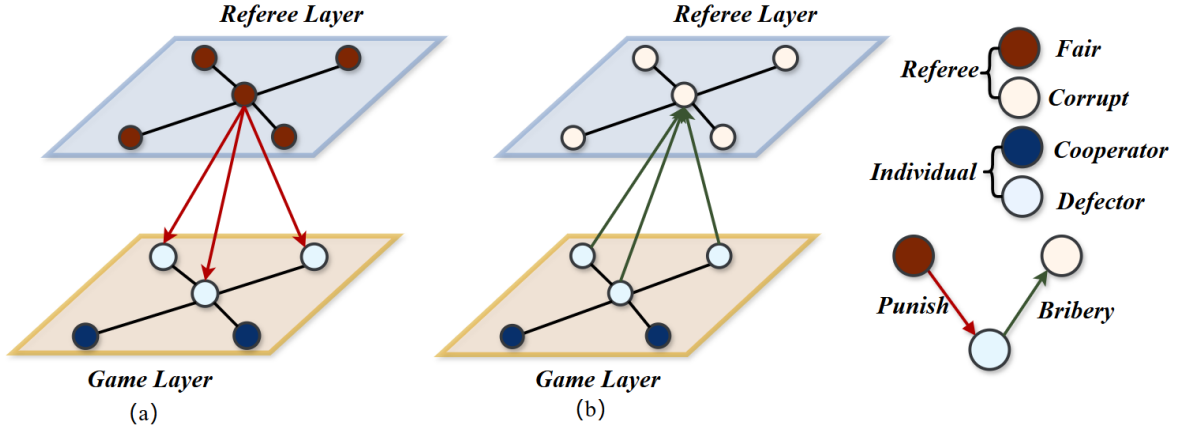 Referee Layer
Game Layer
(a)
Referee Layer
Game Layer
(b)
Referee
Fair
Corrupt
Individual
Cooperator
Defector
Punish
Bribery